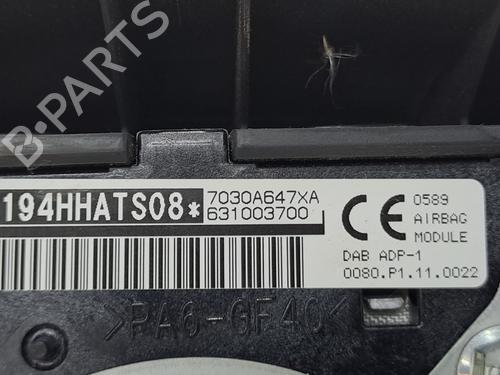 B-PARTS
194HHATS08*
7030A647XA
631003700
CE 0589
AIRBAG
MODULE
DAB ADP-1
0080.P1.11.0022
>PA6-GF40<